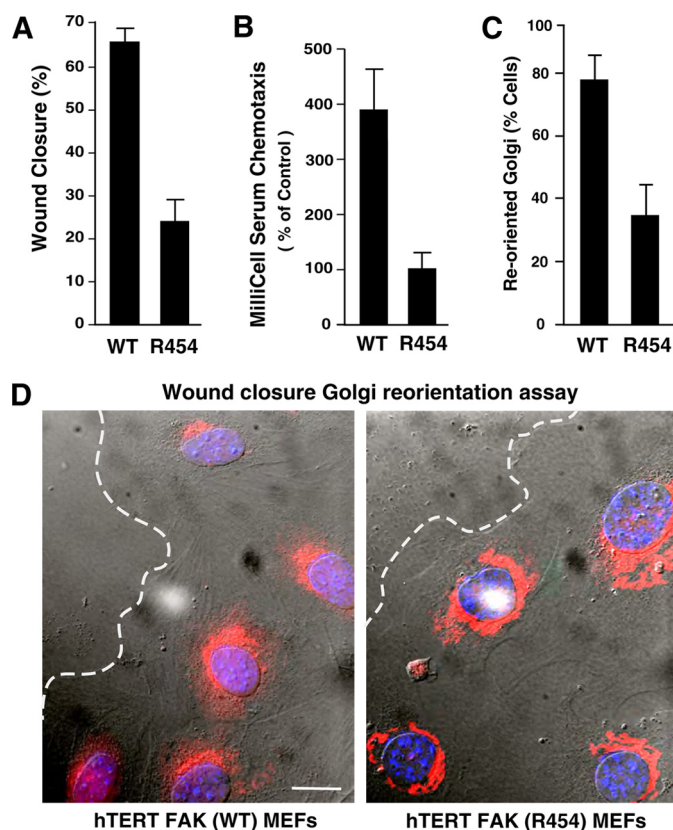 A
Wound Closure (%)
70
60
50
40
30
20
10
0
WT R454
B
MilliCell Serum Chemotaxis
( % of Control )
500
400
300
200
100
0
WT R454
C
Re-oriented Golgi (% Cells)
100
80
60
40
20
0
WT R454
D Wound closure Golgi reorientation assay
hTERT FAK (WT) MEFs
hTERT FAK (R454) MEFs